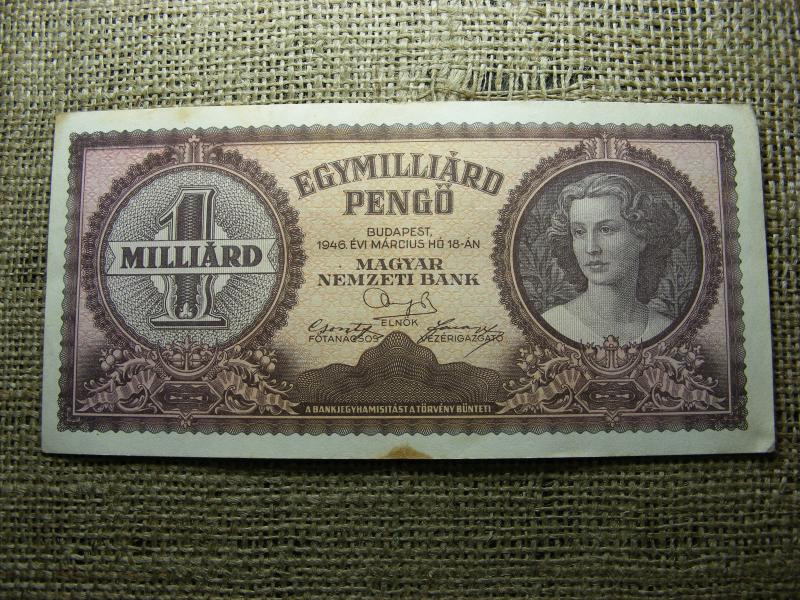 1
MILLIÁRD
EGYMILLIÁRD
PENGŐ
BUDAPEST,
1946. ÉVI MÁRCIUS HÓ 18-ÁN
MAGYAR
NEMZETI BANK
ELNÖK
FŐTANÁCSOS
VEZÉRIGAZGATÓ
A BANKJEGYHAMISITÁST A TÖRVÉNY BÜNTETI